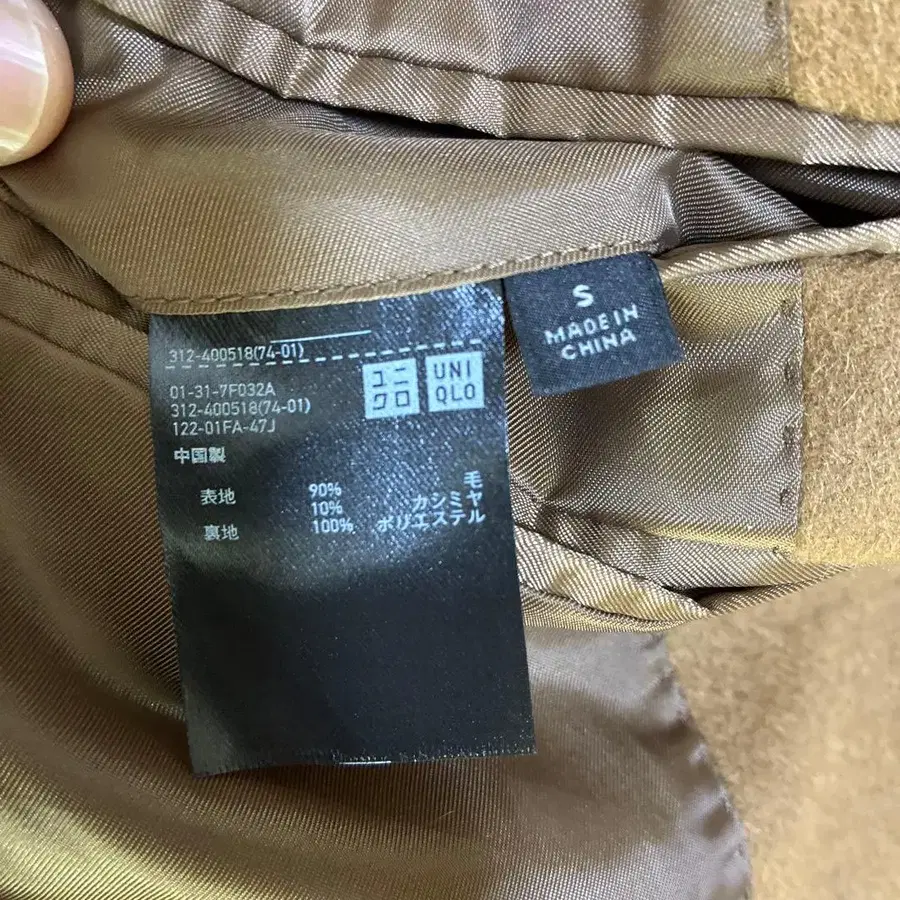 312-400518(74-01)
01-31-7F032A
312-400518(74-01)
122-01FA-47J
ユニ
クロ
UNI
QLO
中国製
表地 90% 毛
10% カシミヤ
裏地 100% ポリエステル
S
MADE IN
CHINA